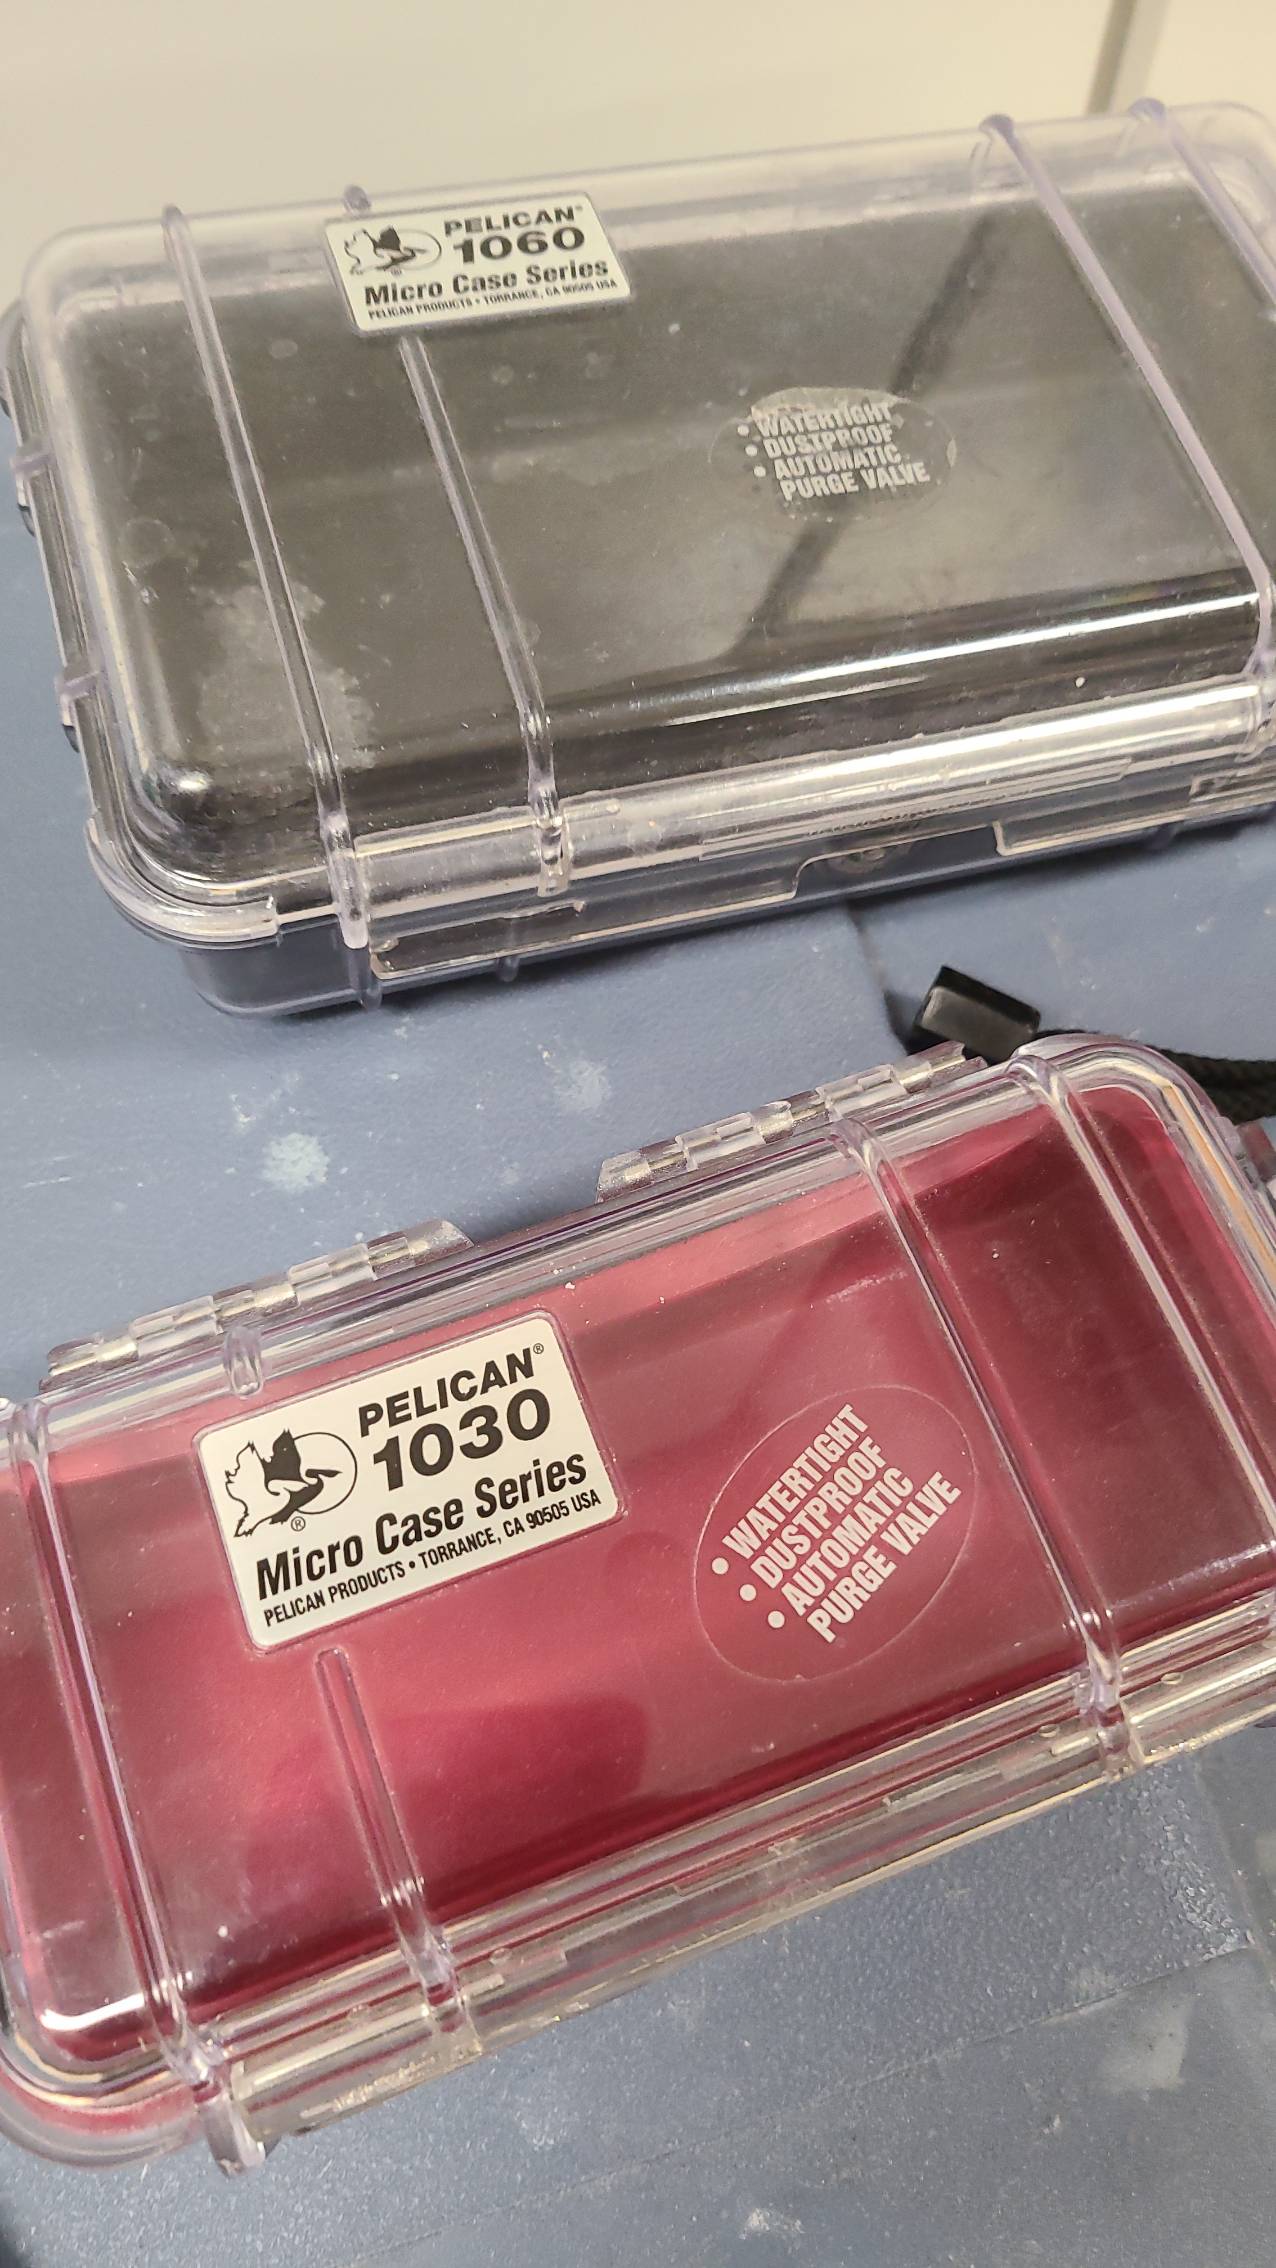 PELICAN®
1060
®
Micro Case Series
PELICAN PRODUCTS • TORRANCE, CA 90505 USA
• WATERTIGHT
• DUSTPROOF
• AUTOMATIC
PURGE VALVE
PELICAN®
1030
®
Micro Case Series
PELICAN PRODUCTS • TORRANCE, CA 90505 USA
• WATERTIGHT
• DUSTPROOF
• AUTOMATIC
PURGE VALVE